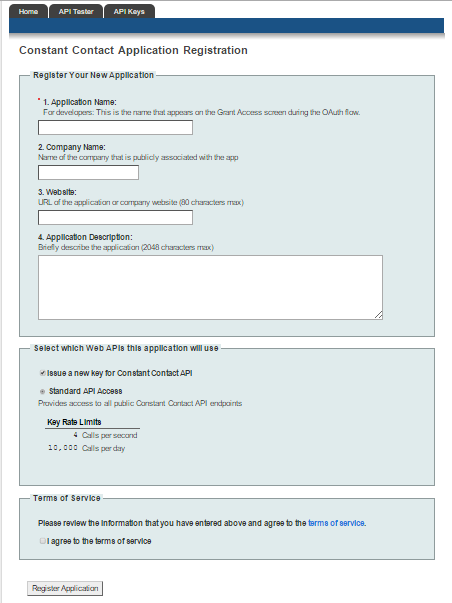 Home API Tester API Keys
Constant Contact Application Registration
Register Your New Application
* 1. Application Name:
For developers: This is the name that appears on the Grant Access screen during the OAuth flow.
2. Company Name:
Name of the company that is publicly associated with the app
3. Website:
URL of the application or company website (80 characters max)
4. Application Description:
Briefly describe the application (2048 characters max)
Select which Web APIs this application will use
Issue a new key for Constant Contact API
Standard API Access
Provides access to all public Constant Contact API endpoints
Key Rate Limits
4 Calls per second
10,000 Calls per day
Terms of Service
Please review the information that you have entered above and agree to the terms of service.
I agree to the terms of service
Register Application